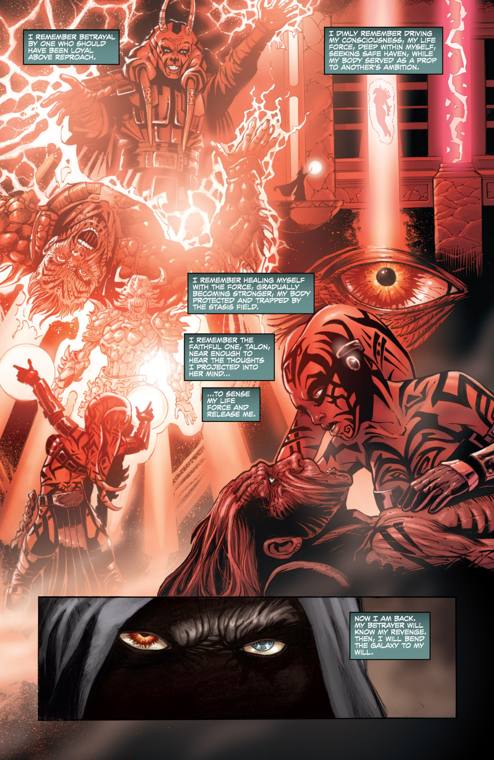 I REMEMBER BETRAYAL
BY ONE WHO SHOULD
HAVE BEEN LOYAL
ABOVE REPROACH.
I DIMLY REMEMBER DRIVING
MY CONSCIOUSNESS, MY LIFE
FORCE, DEEP WITHIN MYSELF,
SEEKING SAFE HAVEN, WHILE
MY BODY SERVED AS A PROP
TO ANOTHER'S AMBITION.
I REMEMBER HEALING MYSELF
WITH THE FORCE, GRADUALLY
BECOMING STRONGER, MY BODY
PROTECTED AND TRAPPED BY
THE STASIS FIELD.
I REMEMBER THE
FAITHFUL ONE, TALON,
NEAR ENOUGH TO
HEAR THE THOUGHTS
I PROJECTED INTO
HER MIND...
...TO SENSE
MY LIFE
FORCE AND
RELEASE ME.
NOW I AM BACK.
MY BETRAYER WILL
KNOW MY REVENGE.
THEN, I WILL BEND
THE GALAXY TO MY
WILL.